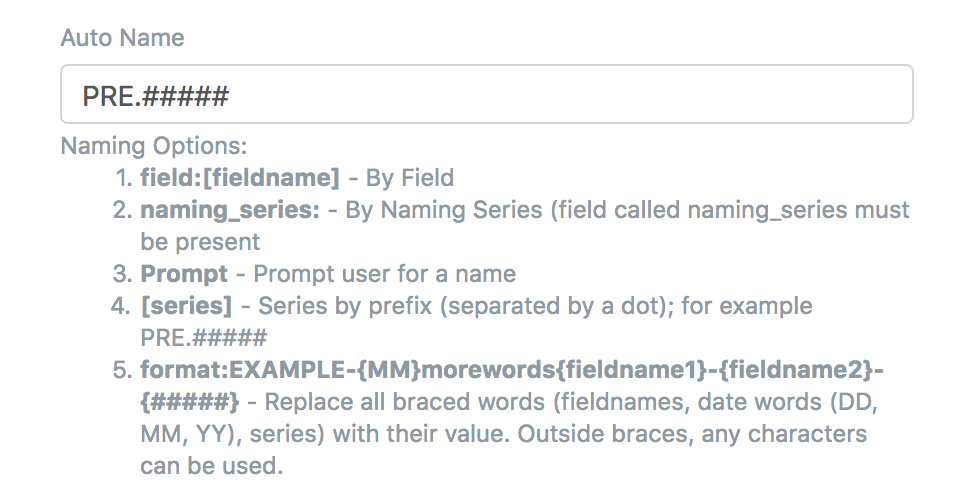 Auto Name
PRE.#####
Naming Options:
1. field:[fieldname] - By Field
2. naming_series: - By Naming Series (field called naming_series must
be present
3. Prompt - Prompt user for a name
4. [series] - Series by prefix (separated by a dot); for example
PRE.#####
5. format:EXAMPLE-{MM}morewords{fieldname1}-{fieldname2}-
{#####} - Replace all braced words (fieldnames, date words (DD,
MM, YY), series) with their value. Outside braces, any characters
can be used.